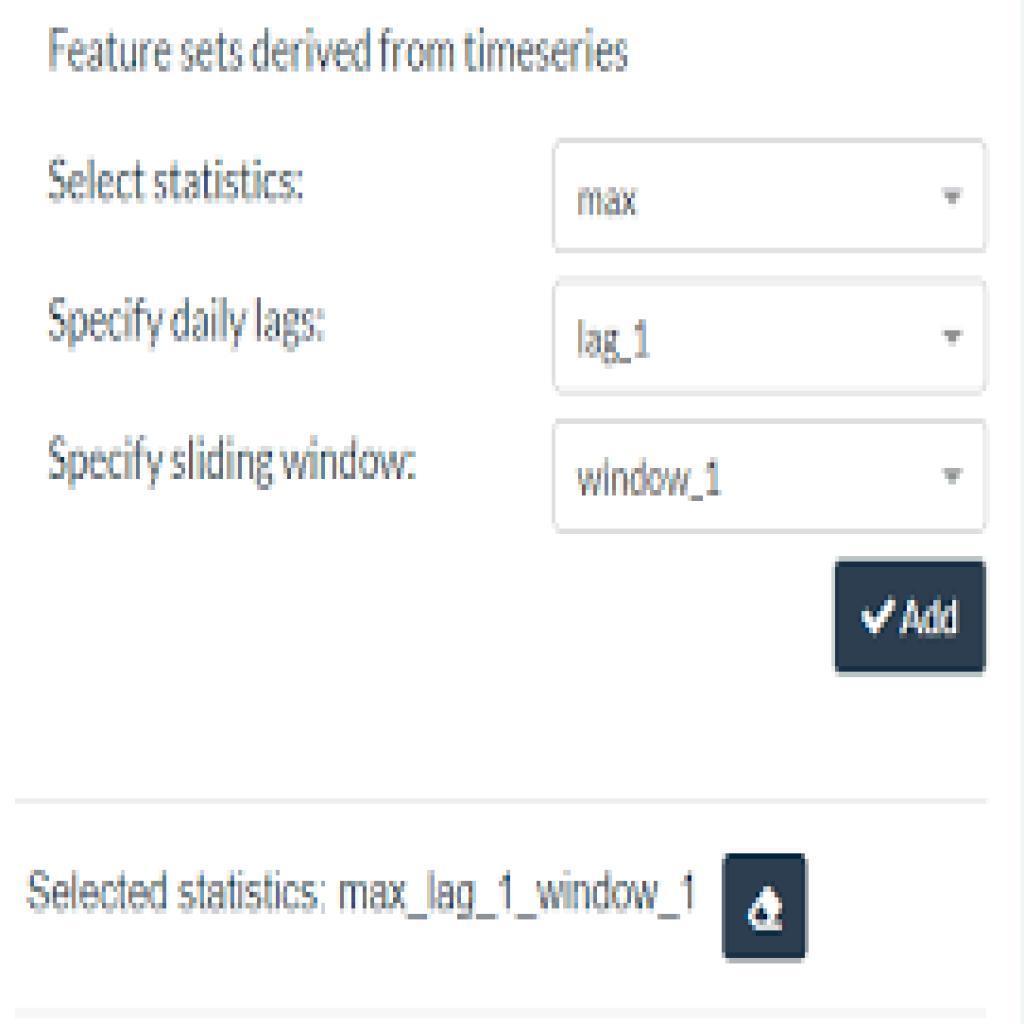 Feature sets derived from timeseries
Select statistics:
max
Specify daily lags:
lag_1
Specify sliding window:
window_1
Add
Selected statistics: max_lag_1_window_1